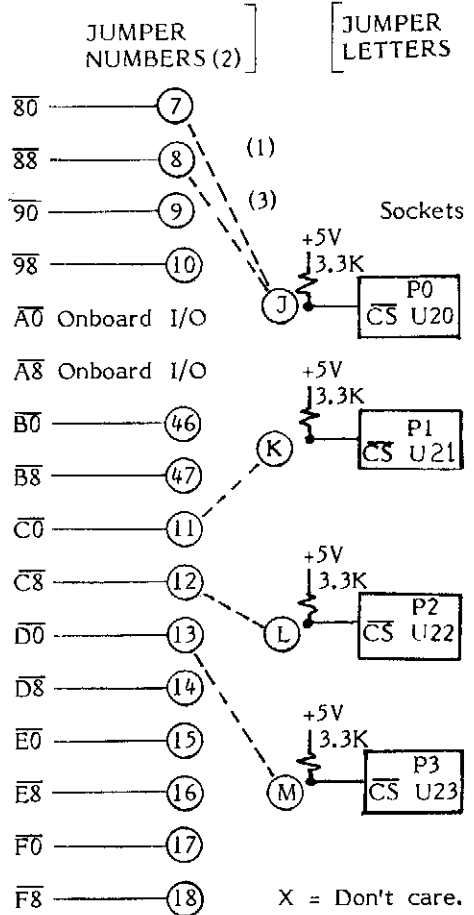 JUMPER NUMBERS (2)
JUMPER LETTERS
80 7
88 8 (1)
90 9 (3) Sockets
+5V
98 10 3.3K
J P0
CS U20
A0 Onboard I/O
A8 Onboard I/O
+5V
3.3K
B0 46 P1
K CS U21
B8 47
C0 11
+5V
C8 12 3.3K
P2
D0 13 L CS U22
D8 14
+5V
E0 15 3.3K
P3
E8 16 M CS U23
F0 17
F8 18 X = Don't care.